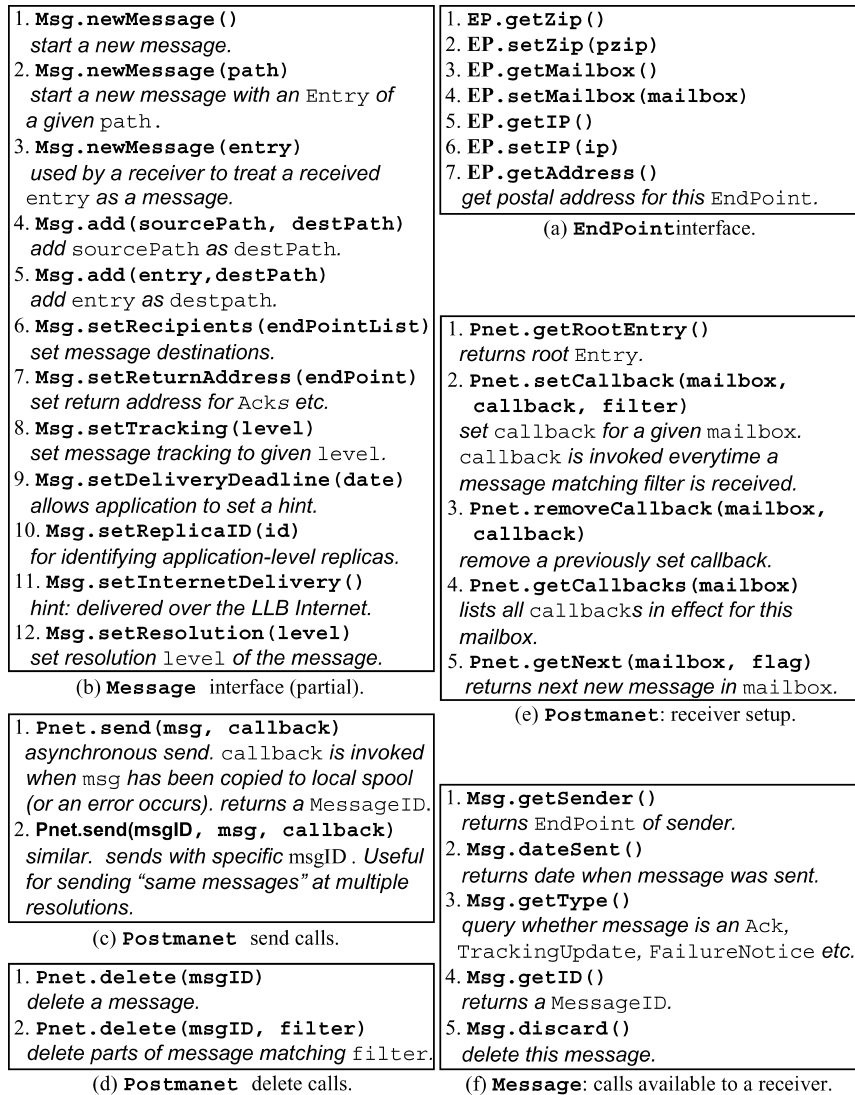 1. Msg.newMessage()
start a new message.
2. Msg.newMessage(path)
start a new message with an Entry of
a given path.
3. Msg.newMessage(entry)
used by a receiver to treat a received
entry as a message.
4. Msg.add(sourcePath, destPath)
add sourcePath as destPath.
5. Msg.add(entry,destPath)
add entry as destpath.
6. Msg.setRecipients(endPointList)
set message destinations.
7. Msg.setReturnAddress(endPoint)
set return address for Acks etc.
8. Msg.setTracking(level)
set message tracking to given level.
9. Msg.setDeliveryDeadline(date)
allows application to set a hint.
10. Msg.setReplicaID(id)
for identifying application-level replicas.
11. Msg.setInternetDelivery()
hint: delivered over the LLB Internet.
12. Msg.setResolution(level)
set resolution level of the message.
(b) Message interface (partial).
1. Pnet.send(msg, callback)
asynchronous send. callback is invoked
when msg has been copied to local spool
(or an error occurs). returns a MessageID.
2. Pnet.send(msgID, msg, callback)
similar. sends with specific msgID . Useful
for sending “same messages” at multiple
resolutions.
(c) Postmanet send calls.
1. Pnet.delete(msgID)
delete a message.
2. Pnet.delete(msgID, filter)
delete parts of message matching filter.
(d) Postmanet delete calls.
1. EP.getZip()
2. EP.setZip(pzip)
3. EP.getMailbox()
4. EP.setMailbox(mailbox)
5. EP.getIP()
6. EP.setIP(ip)
7. EP.getAddress()
get postal address for this EndPoint.
(a) EndPointinterface.
1. Pnet.getRootEntry()
returns root Entry.
2. Pnet.setCallback(mailbox,
callback, filter)
set callback for a given mailbox.
callback is invoked everytime a
message matching filter is received.
3. Pnet.removeCallback(mailbox,
callback)
remove a previously set callback.
4. Pnet.getCallbacks(mailbox)
lists all callbacks in effect for this
mailbox.
5. Pnet.getNext(mailbox, flag)
returns next new message in mailbox.
(e) Postmanet: receiver setup.
1. Msg.getSender()
returns EndPoint of sender.
2. Msg.dateSent()
returns date when message was sent.
3. Msg.getType()
query whether message is an Ack,
TrackingUpdate, FailureNotice etc.
4. Msg.getID()
returns a MessageID.
5. Msg.discard()
delete this message.
(f) Message: calls available to a receiver.